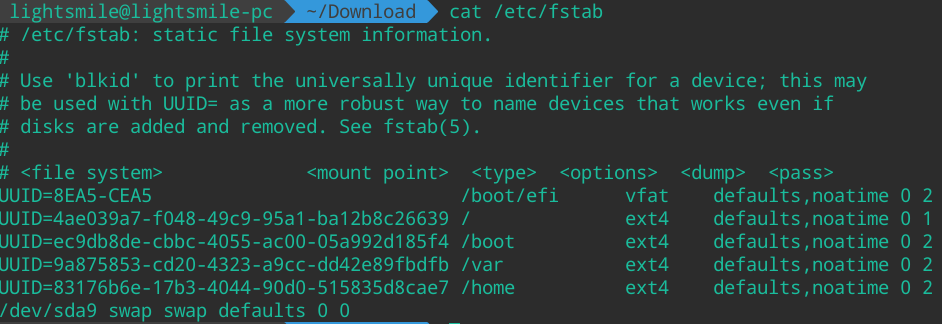 lightsmile@lightsmile-pc ~/Download cat /etc/fstab
# /etc/fstab: static file system information.
#
# Use 'blkid' to print the universally unique identifier for a device; this may
# be used with UUID= as a more robust way to name devices that works even if
# disks are added and removed. See fstab(5).
#
# <file system>             <mount point>  <type>  <options>  <dump>  <pass>
UUID=8EA5-CEA5                            /boot/efi      vfat    defaults,noatime 0 2
UUID=4ae039a7-f048-49c9-95a1-ba12b8c26639 /              ext4    defaults,noatime 0 1
UUID=ec9db8de-cbbc-4055-ac00-05a992d185f4 /boot          ext4    defaults,noatime 0 2
UUID=9a875853-cd20-4323-a9cc-dd42e89fbdfb /var           ext4    defaults,noatime 0 2
UUID=83176b6e-17b3-4044-90d0-515835d8cae7 /home          ext4    defaults,noatime 0 2
/dev/sda9 swap swap defaults 0 0